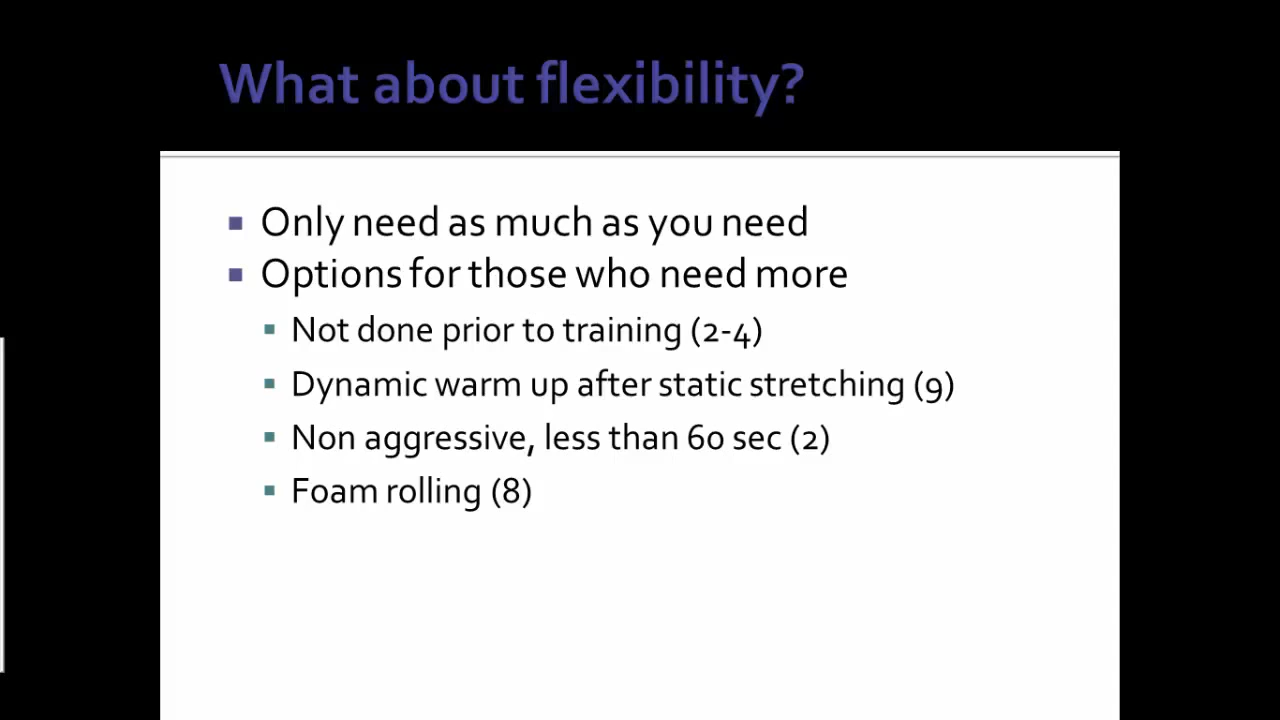 What about flexibility?
Only need as much as you need
Options for those who need more
Not done prior to training (2-4)
Dynamic warm up after static stretching (9)
Non aggressive, less than 60 sec (2)
Foam rolling (8)